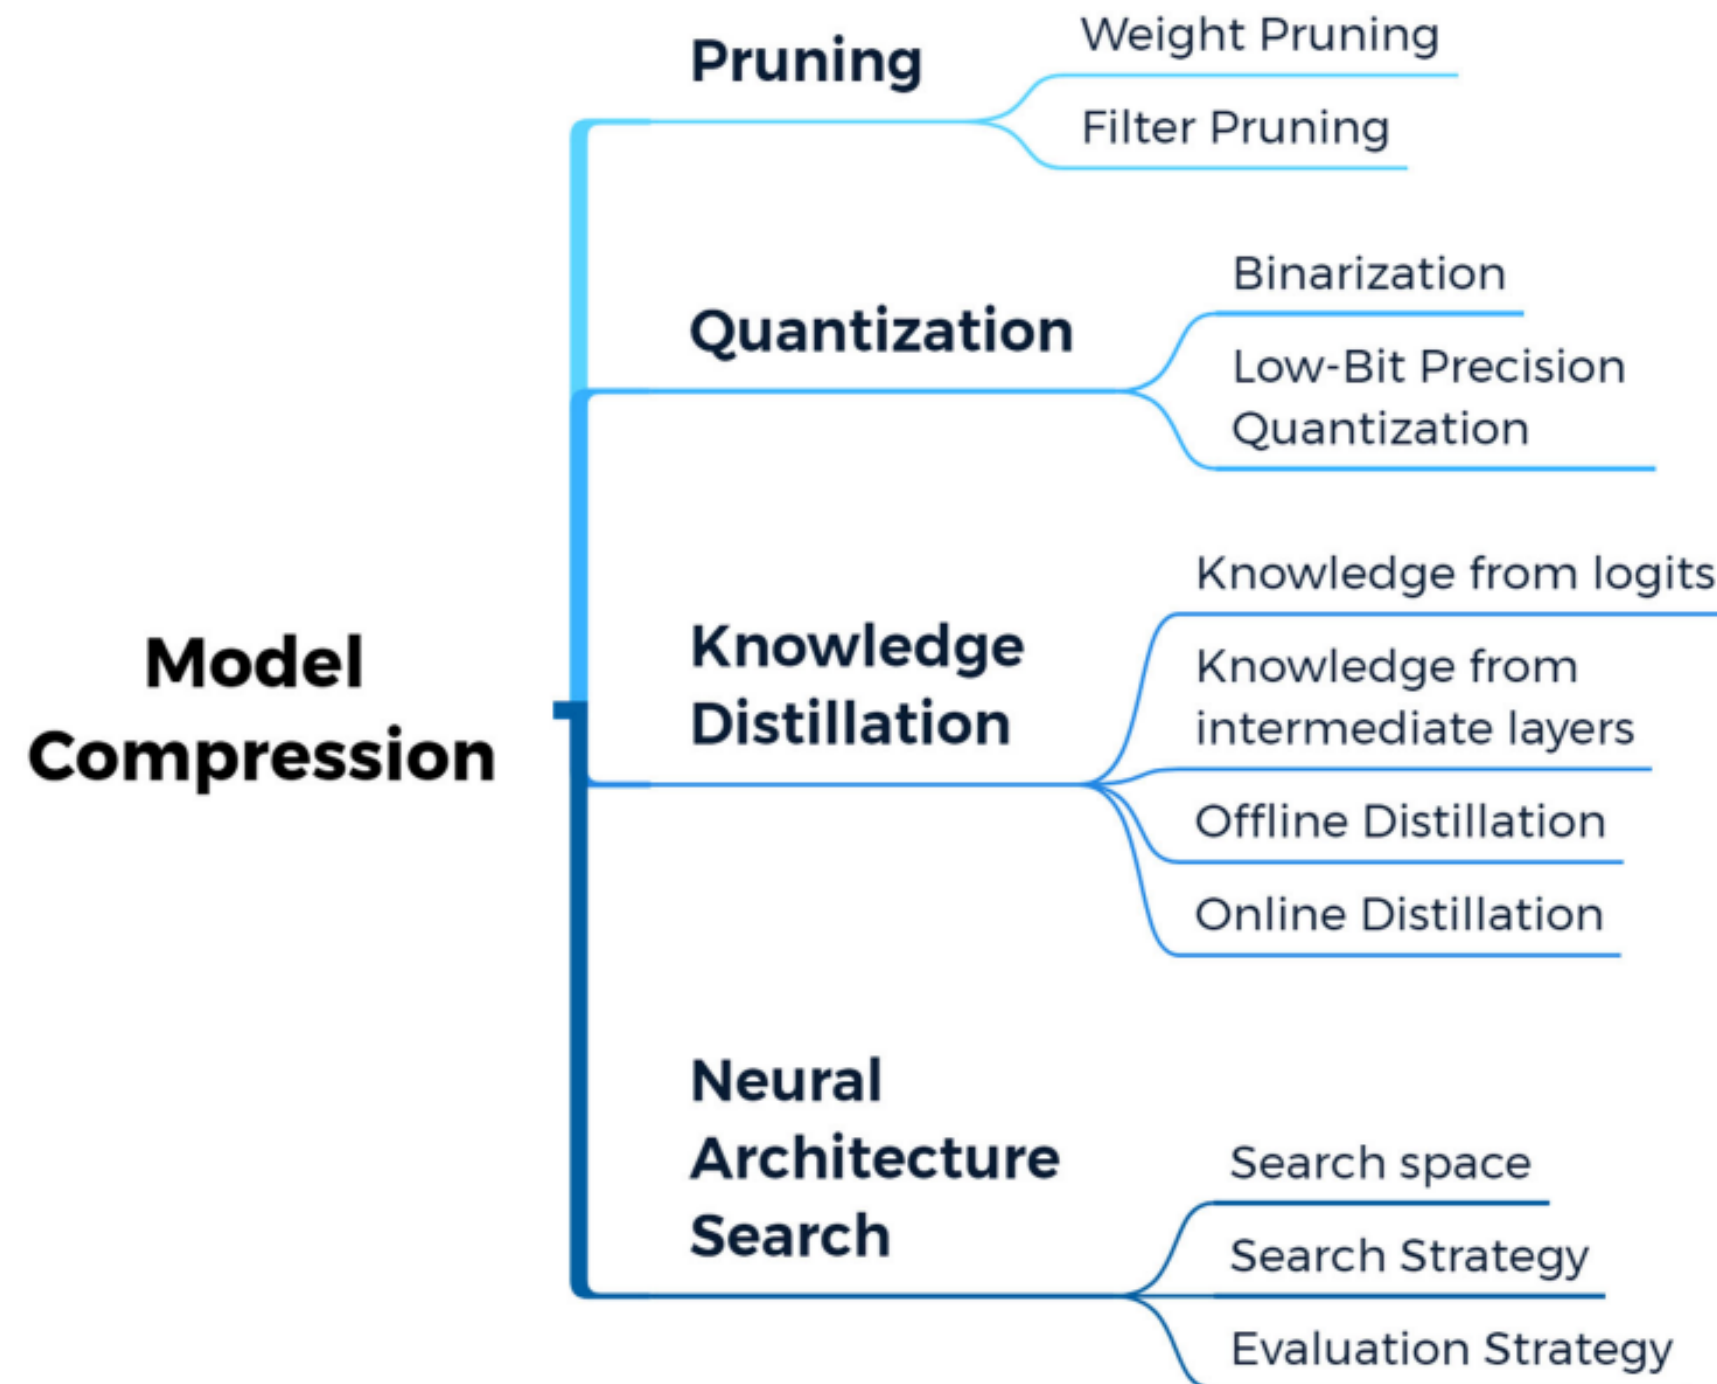 Model
Compression
Pruning
Weight Pruning
Filter Pruning
Quantization
Binarization
Low-Bit Precision
Quantization
Knowledge
Distillation
Knowledge from logits
Knowledge from
intermediate layers
Offline Distillation
Online Distillation
Neural
Architecture
Search
Search space
Search Strategy
Evaluation Strategy